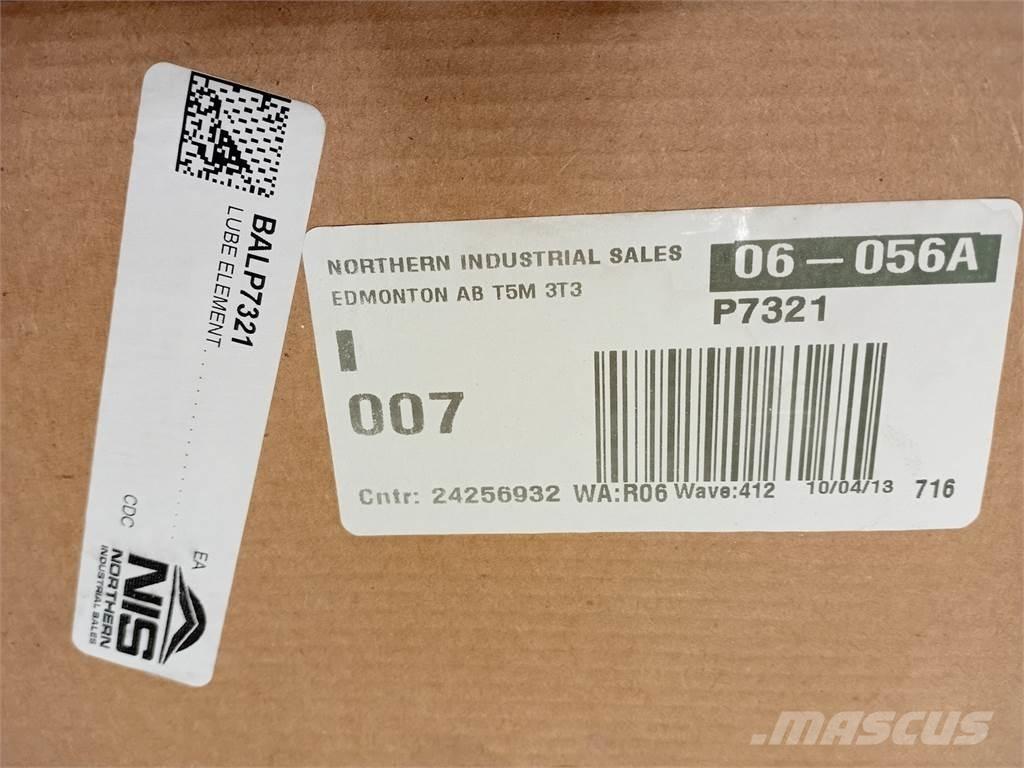 BALP7321
LUBE ELEMENT
CDC EA
NIS
NORTHERN
INDUSTRIAL SALES
NORTHERN INDUSTRIAL SALES
EDMONTON AB T5M 3T3
06-056A
P7321
I
007
Cntr: 24256932 WA:R06 Wave:412 10/04/13 716
MASCUS